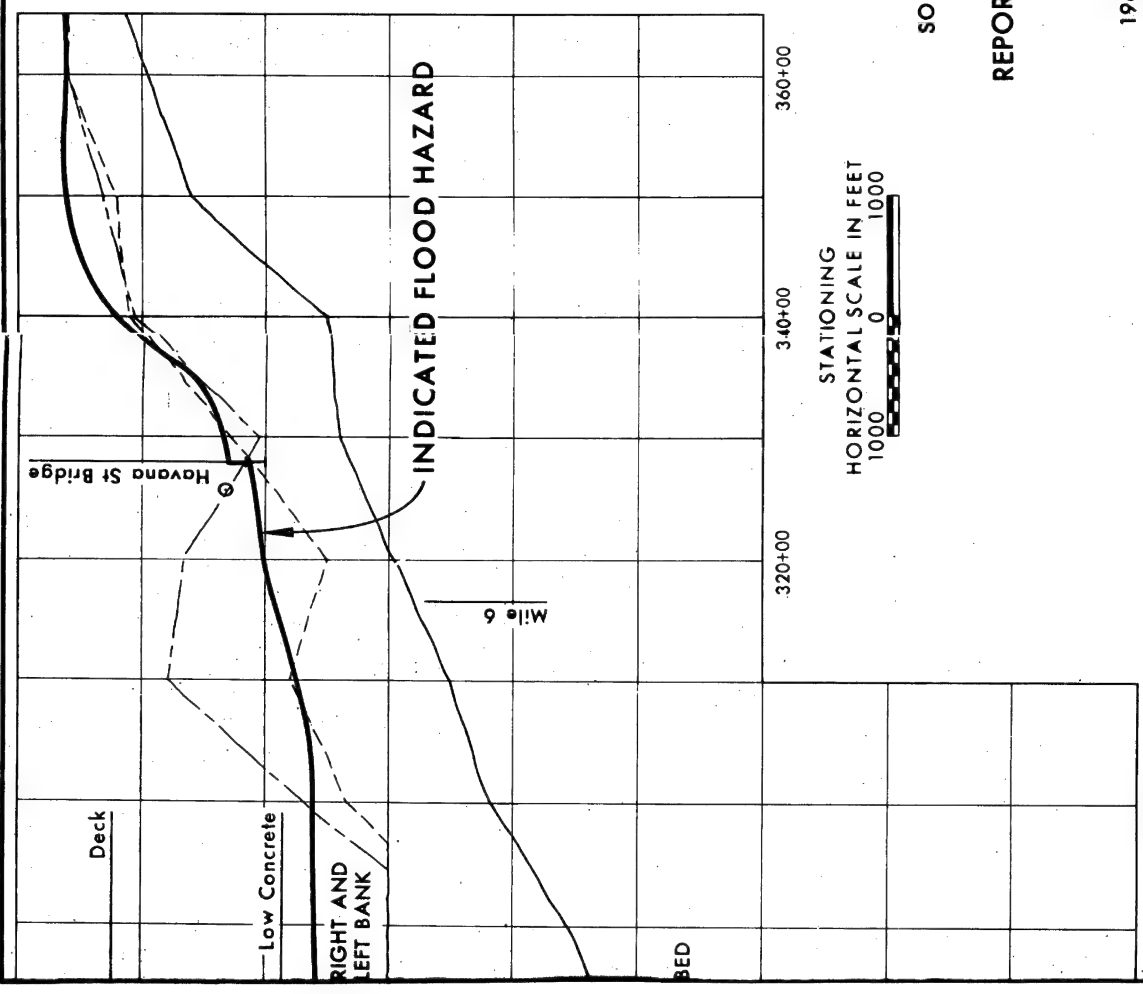 Deck
Low Concrete
RIGHT AND
LEFT BANK
BED
Havana St Bridge
Mile 6
INDICATED FLOOD HAZARD
320+00
340+00
360+00
STATIONING
HORIZONTAL SCALE IN FEET
1000 0 1000
SO
REPOR